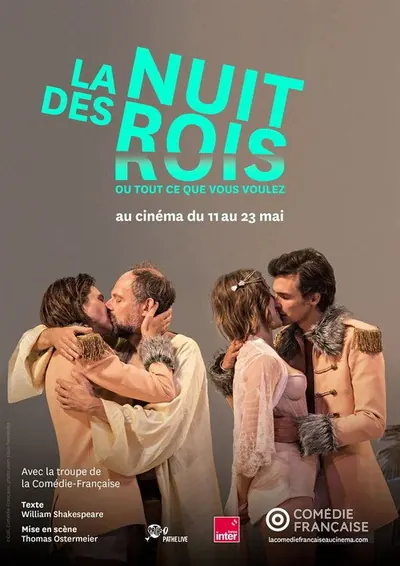 LA NUIT
DES ROIS
OU TOUT CE QUE VOUS VOULEZ
au cinéma du 11 au 23 mai
Avec la troupe de
la Comédie-Française
Texte
William Shakespeare
Mise en scène
Thomas Ostermeier
PATHE LIVE
france
inter
COMÉDIE
FRANÇAISE
lacomediefrancaiseaucinema.com